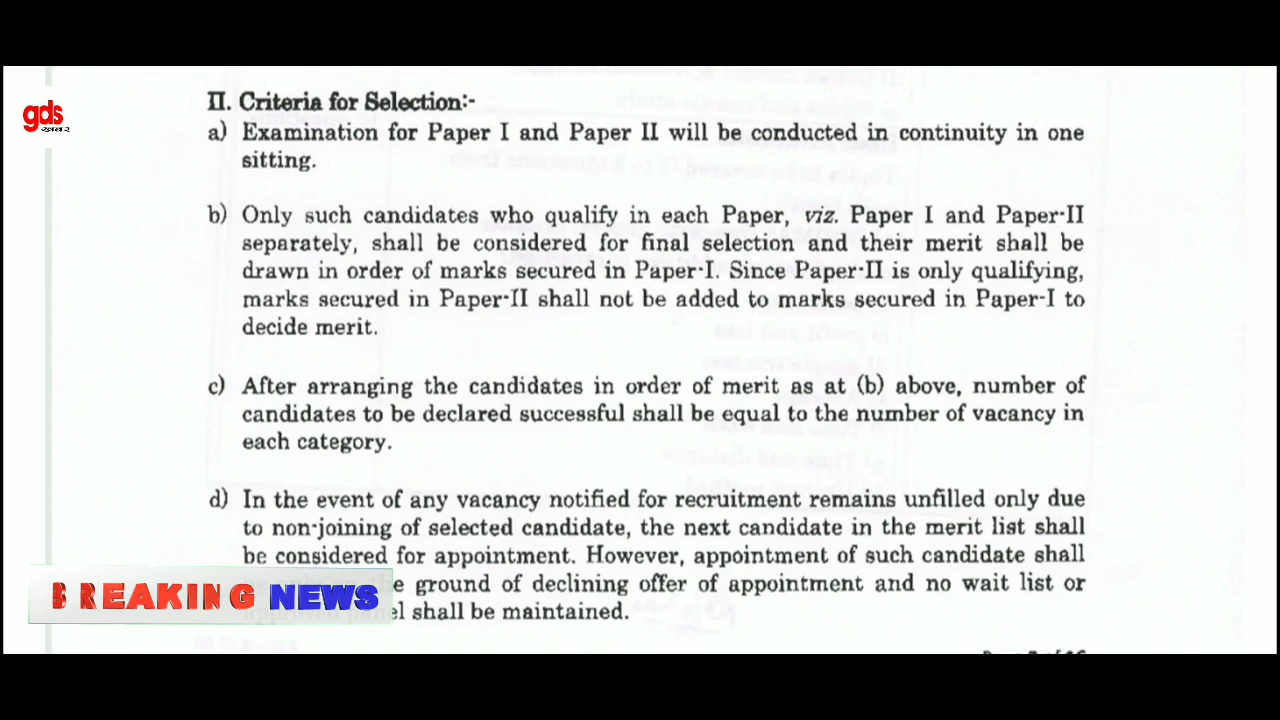 gds
खबर
II. Criteria for Selection:-
a) Examination for Paper I and Paper II will be conducted in continuity in one
sitting.
b) Only such candidates who qualify in each Paper, viz. Paper I and Paper-II
separately, shall be considered for final selection and their merit shall be
drawn in order of marks secured in Paper-I. Since Paper-II is only qualifying,
marks secured in Paper-II shall not be added to marks secured in Paper-I to
decide merit.
c) After arranging the candidates in order of merit as at (b) above, number of
candidates to be declared successful shall be equal to the number of vacancy in
each category.
d) In the event of any vacancy notified for recruitment remains unfilled only due
to non-joining of selected candidate, the next candidate in the merit list shall
be considered for appointment. However, appointment of such candidate shall
ground of declining offer of appointment and no wait list or
approved panel shall be maintained.
BREAKING NEWS